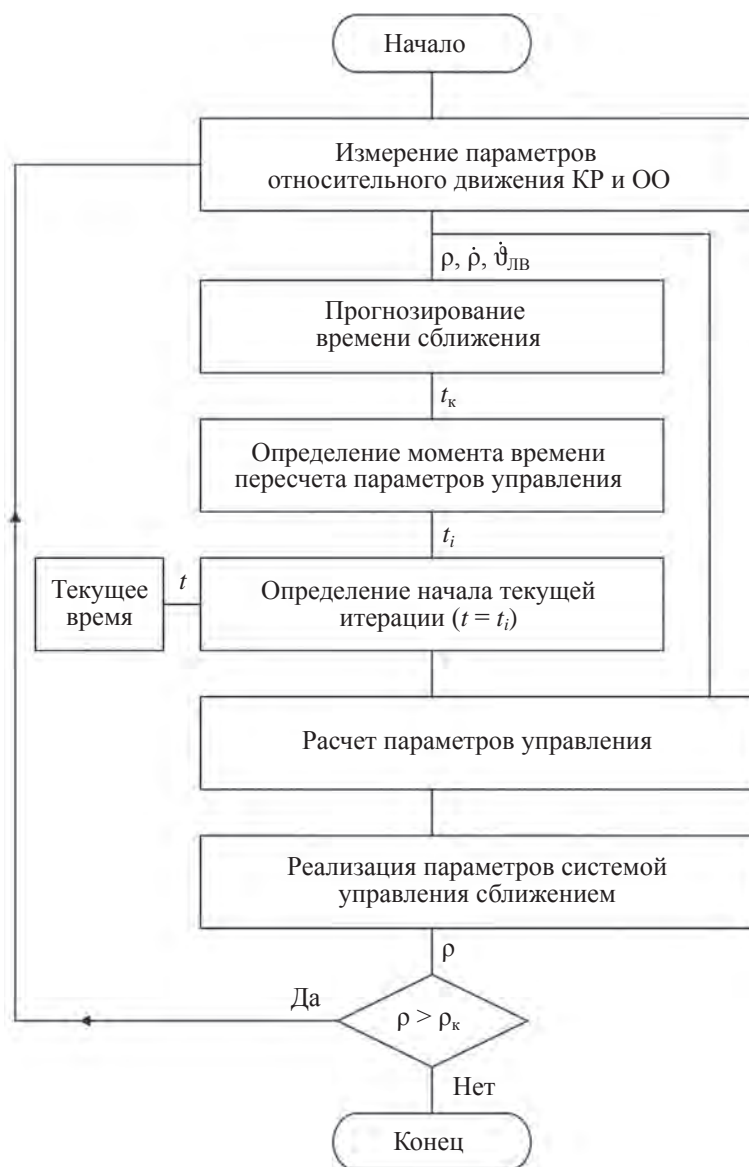 Начало
Измерение параметров
относительного движения КР и ОО
ρ, ρ̇, ϑ̇ЛВ
Прогнозирование
времени сближения
tк
Определение момента времени
пересчета параметров управления
ti
Текущее
время
t
Определение начала текущей
итерации (t = ti)
Расчет параметров управления
Реализация параметров системой
управления сближением
ρ
Да
ρ > ρк
Нет
Конец